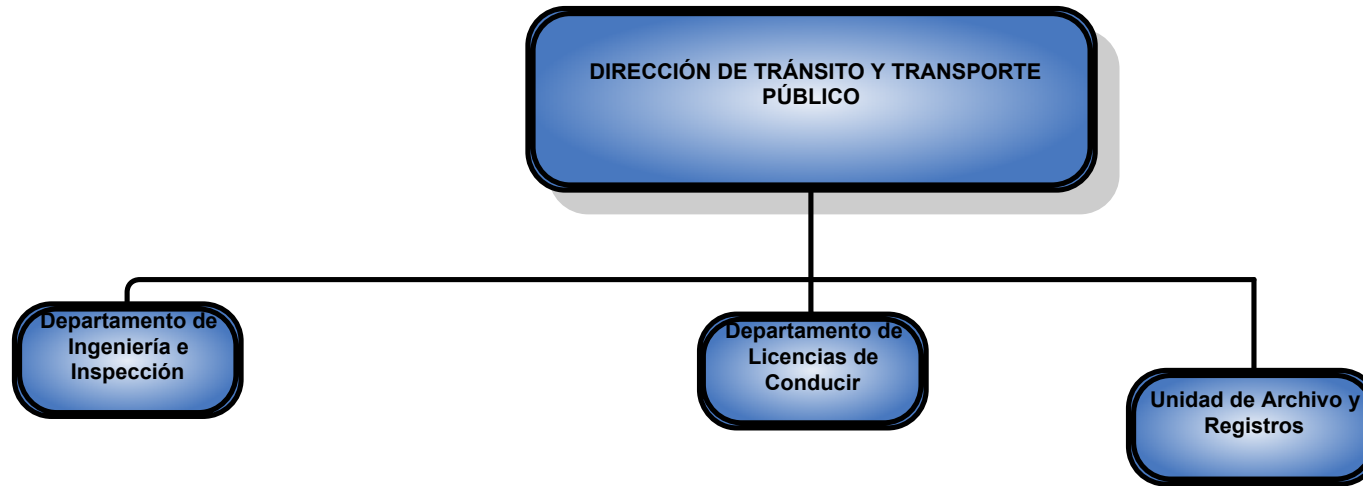 DIRECCIÓN DE TRÁNSITO Y TRANSPORTE
PÚBLICO
Departamento de
Ingeniería e
Inspección
Departamento de
Licencias de
Conducir
Unidad de Archivo y
Registros